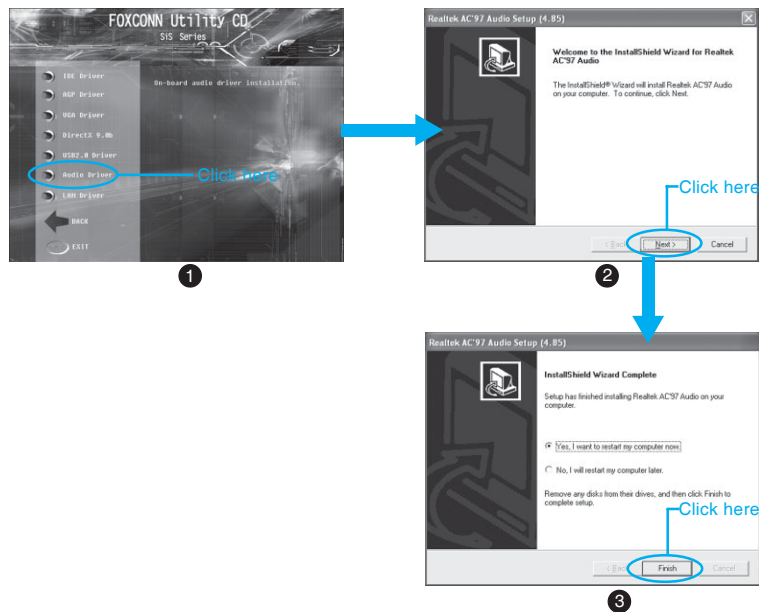 FOXCONN Utility CD
SiS Series
IDE Driver
AGP Driver
VGA Driver
DirectX 9.0b
USB2.0 Driver
Audio Driver
LAN Driver
BACK
EXIT
On-board audio driver installation.
Click here
1
Realtek AC'97 Audio Setup (4.85)
Welcome to the InstallShield Wizard for Realtek
AC'97 Audio
The InstallShield® Wizard will install Realtek AC'97 Audio
on your computer. To continue, click Next.
Click here
< Back
Next >
Cancel
2
Realtek AC'97 Audio Setup (4.85)
InstallShield Wizard Complete
Setup has finished installing Realtek AC'97 Audio on your
computer.
Yes, I want to restart my computer now.
No, I will restart my computer later.
Remove any disks from their drives, and then click Finish to
complete setup.
Click here
< Back
Finish
Cancel
3